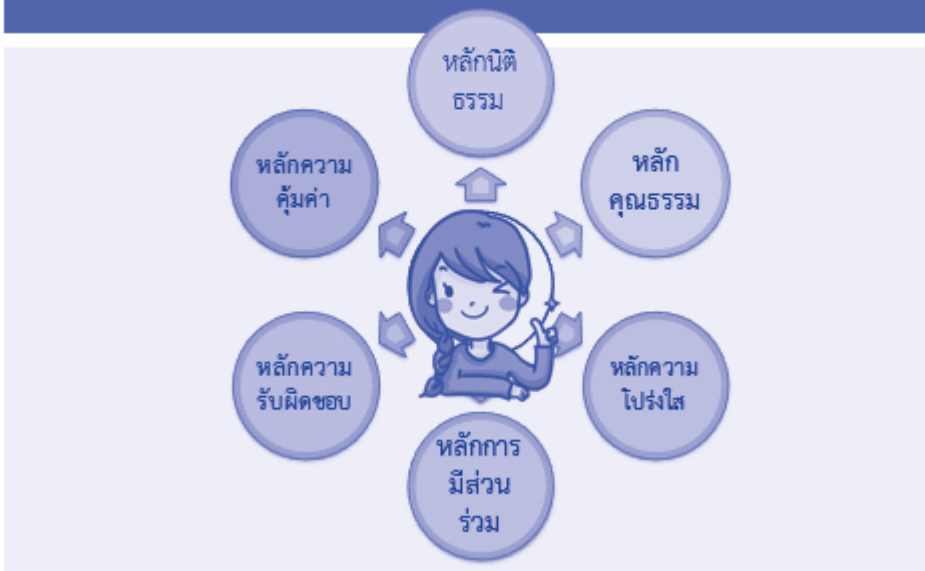 หลักนิติ
ธรรม
หลัก
คุณธรรม
หลักความ
โปร่งใส
หลักการ
มีส่วน
ร่วม
หลักความ
รับผิดชอบ
หลักความ
คุ้มค่า